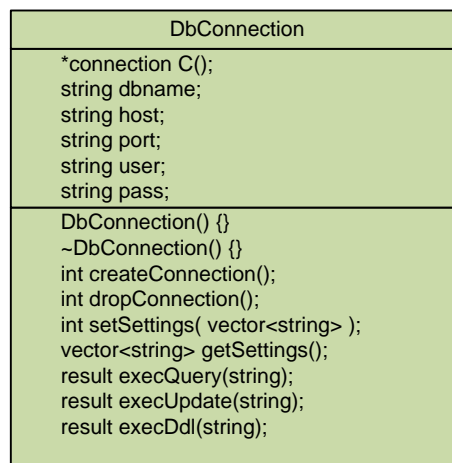 DbConnection
*connection C();
string dbname;
string host;
string port;
string user;
string pass;
DbConnection() {}
~DbConnection() {}
int createConnection();
int dropConnection();
int setSettings( vector<string> );
vector<string> getSettings();
result execQuery(string);
result execUpdate(string);
result execDdl(string);